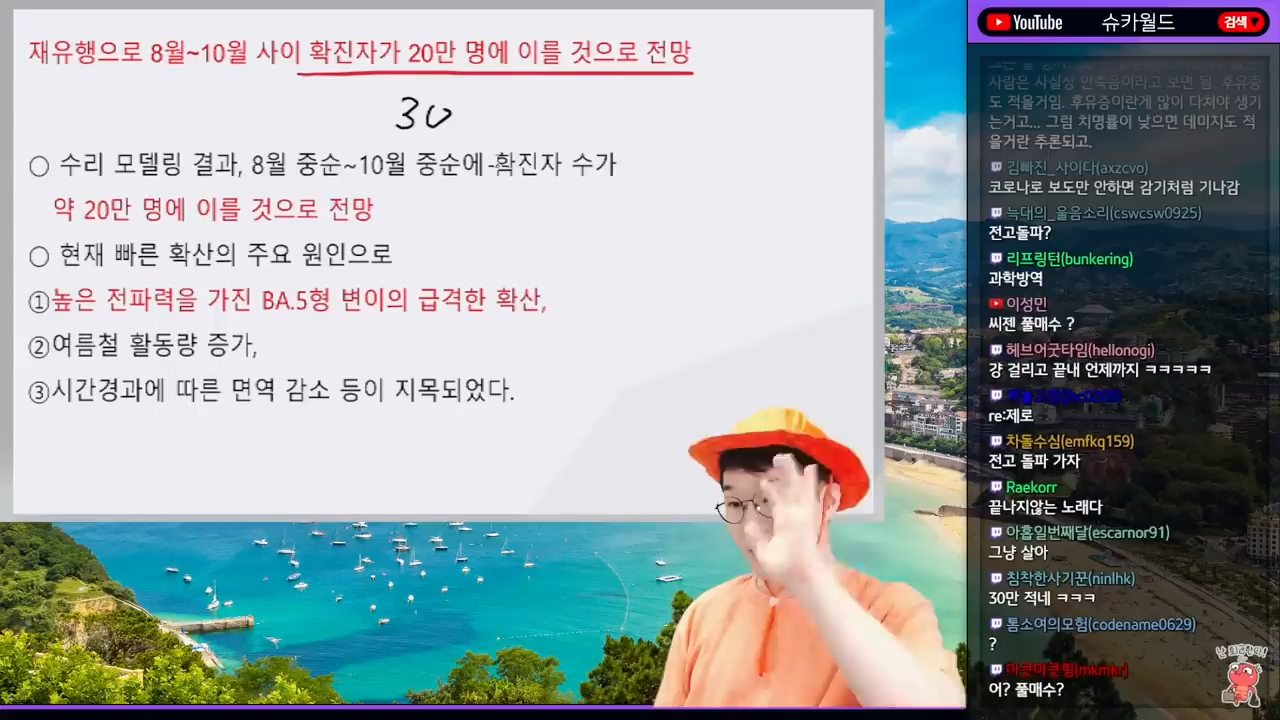 재유행으로 8월~10월 사이 확진자가 20만 명에 이를 것으로 전망
30
○ 수리 모델링 결과, 8월 중순~10월 중순에 확진자 수가
약 20만 명에 이를 것으로 전망
○ 현재 빠른 확산의 주요 원인으로
①높은 전파력을 가진 BA.5형 변이의 급격한 확산,
②여름철 활동량 증가,
③시간경과에 따른 면역 감소 등이 지목되었다.
YouTube 슈카월드 검색
사람은 사실상 안죽음이라고 보면 됨. 후유증
도 적을거임. 후유증이란게 많이 다쳐야 생기
는거고... 그럼 치명률이 낮으면 데미지도 적
을거란 추론되고.
김빠진_사이다(axzcvo)
코로나로 보도만 안하면 감기처럼 기나감
늑대의_울음소리(cswcsw0925)
전고돌파?
리프링턴(bunkering)
과학방역
이성민
씨젠 풀매수 ?
헤브어굿타임(hellonogi)
걍 걸리고 끝내 언제까지 ㅋㅋㅋㅋㅋ
re:제로
차돌수심(emfkq159)
전고 돌파 가자
Raekorr
끝나지않는 노래다
아홉일번째달(escarnor91)
그냥 살아
침착한사기꾼(ninlhk)
30만 적네 ㅋㅋㅋ
톰소여의모험(codename0629)
?
(mkmkr)
어? 풀매수?
난 퇴근한다!